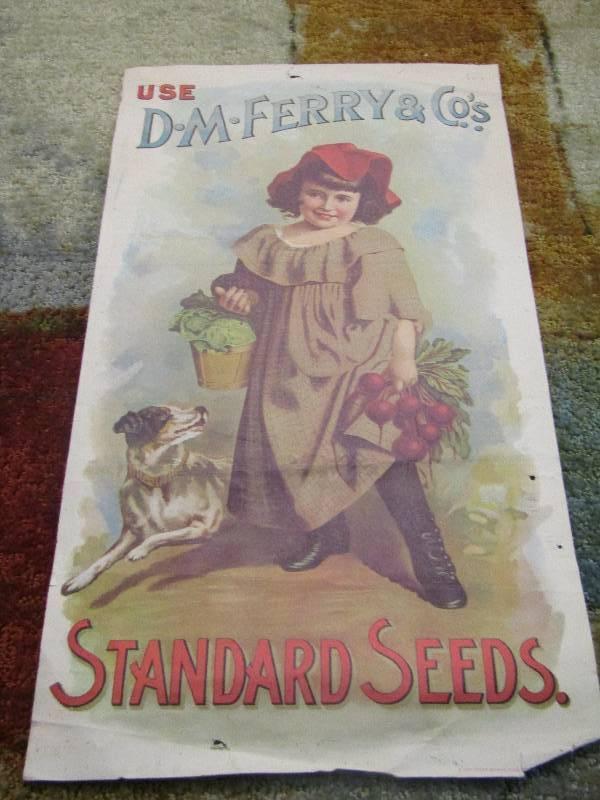 USE
D·M·FERRY & Co's
STANDARD SEEDS.